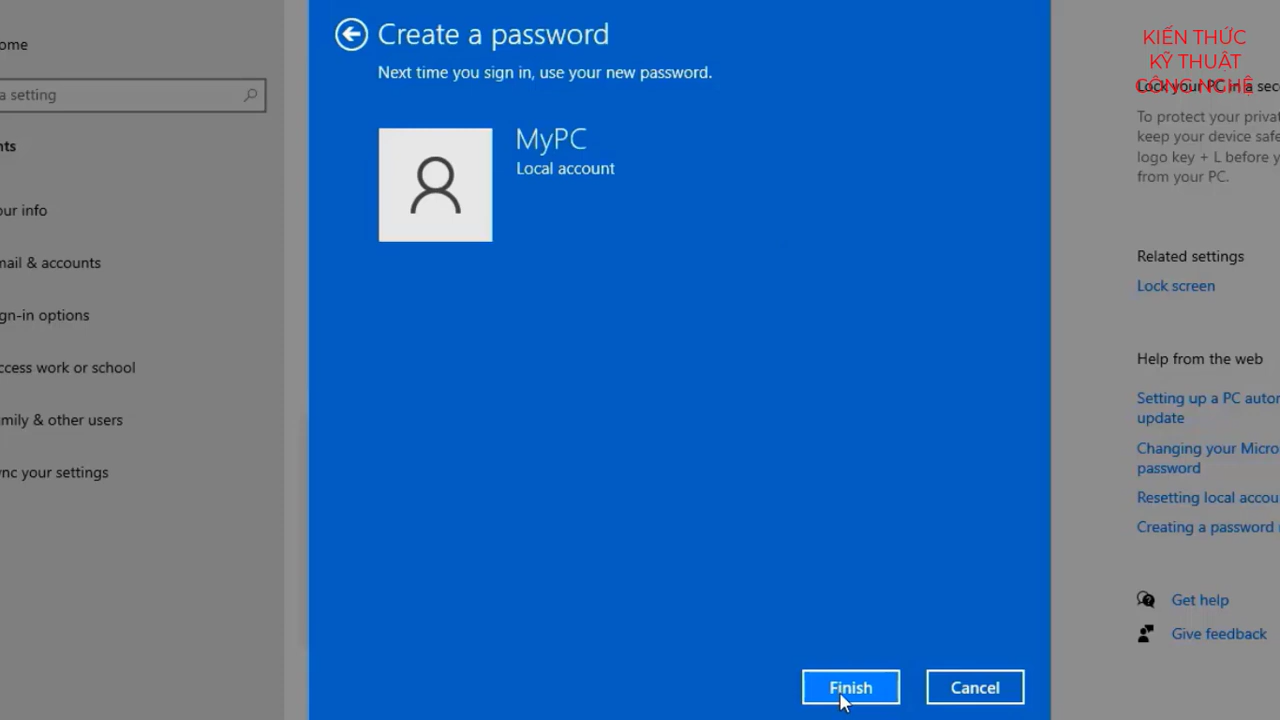 ome
a setting
nts
our info
mail & accounts
gn-in options
ccess work or school
mily & other users
nc your settings
Create a password
Next time you sign in, use your new password.
MyPC
Local account
Finish
Cancel
KIẾN THỨC
KỸ THUẬT
CÔNG NGHỆ
Lock your PC in a sec
To protect your priva
keep your device safe
logo key + L before y
from your PC.
Related settings
Lock screen
Help from the web
Setting up a PC autor
update
Changing your Micro
password
Resetting local accou
Creating a password
Get help
Give feedback